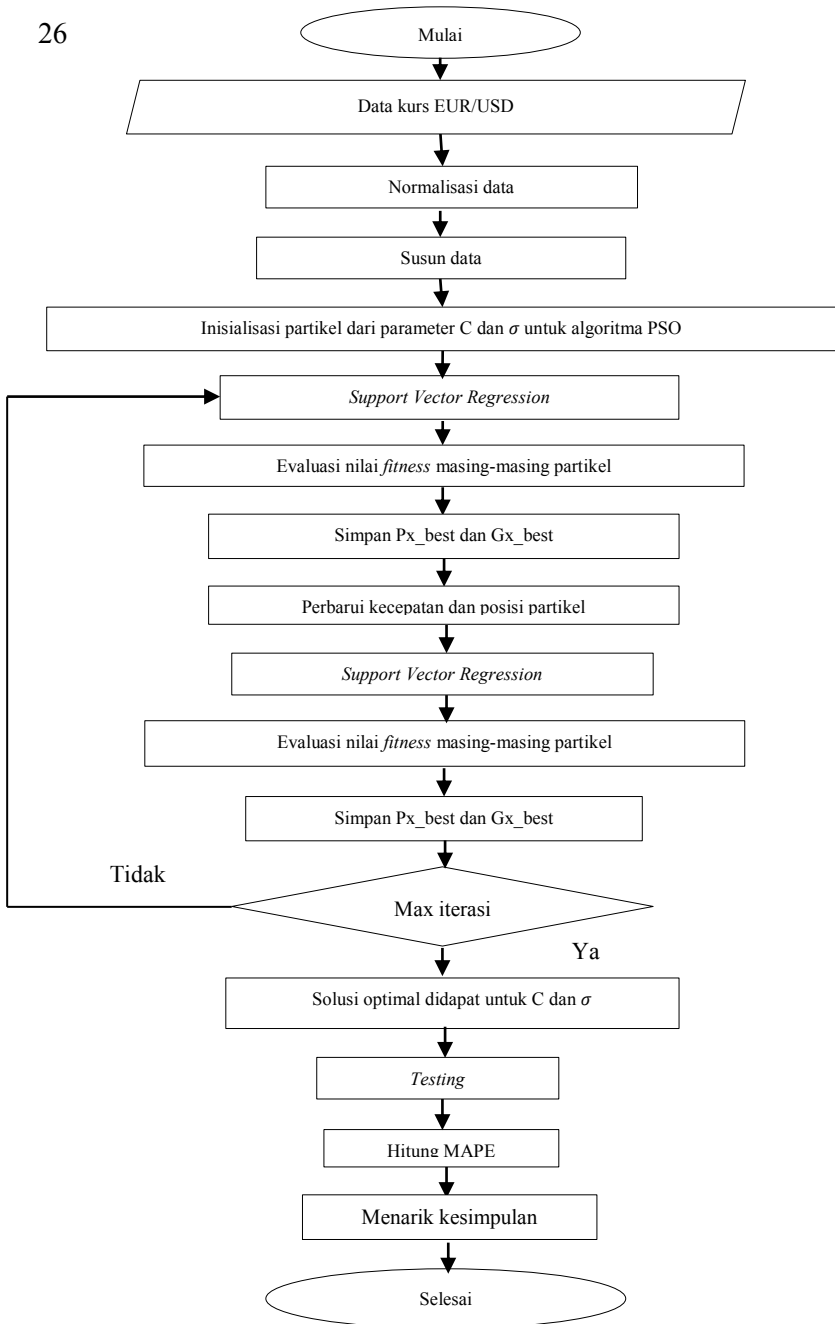 26
Mulai
Data kurs EUR/USD
Normalisasi data
Susun data
Inisialisasi partikel dari parameter C dan σ untuk algoritma PSO
Support Vector Regression
Evaluasi nilai fitness masing-masing partikel
Simpan Px_best dan Gx_best
Perbarui kecepatan dan posisi partikel
Support Vector Regression
Evaluasi nilai fitness masing-masing partikel
Simpan Px_best dan Gx_best
Tidak
Max iterasi
Ya
Solusi optimal didapat untuk C dan σ
Testing
Hitung MAPE
Menarik kesimpulan
Selesai